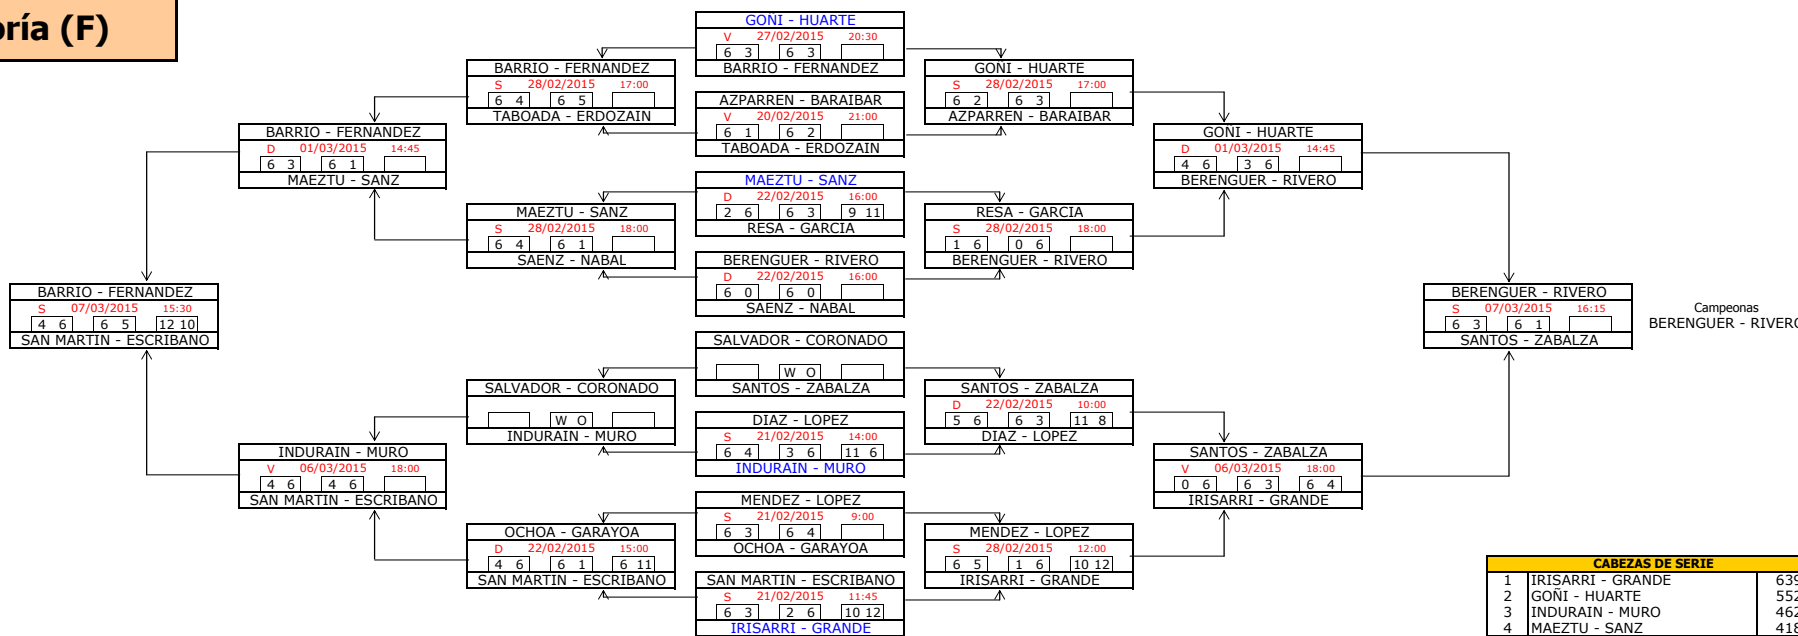 oría (F)
GOÑI - HUARTE
V 27/02/2015 20:30
6 3 6 3
BARRIO - FERNANDEZ
BARRIO - FERNANDEZ
S 28/02/2015 17:00
6 4 6 5
TABOADA - ERDOZAIN
GOÑI - HUARTE
S 28/02/2015 17:00
6 2 6 3
AZPARREN - BARAIBAR
AZPARREN - BARAIBAR
V 20/02/2015 21:00
6 1 6 2
TABOADA - ERDOZAIN
BARRIO - FERNANDEZ
D 01/03/2015 14:45
6 3 6 1
MAEZTU - SANZ
GOÑI - HUARTE
D 01/03/2015 14:45
4 6 3 6
BERENGUER - RIVERO
MAEZTU - SANZ
D 22/02/2015 16:00
2 6 6 3 9 11
RESA - GARCIA
MAEZTU - SANZ
S 28/02/2015 18:00
6 4 6 1
SAENZ - NABAL
RESA - GARCIA
S 28/02/2015 18:00
1 6 0 6
BERENGUER - RIVERO
BERENGUER - RIVERO
D 22/02/2015 16:00
6 0 6 0
SAENZ - NABAL
BARRIO - FERNANDEZ
S 07/03/2015 15:30
4 6 6 5 12 10
SAN MARTIN - ESCRIBANO
BERENGUER - RIVERO
S 07/03/2015 16:15
6 3 6 1
SANTOS - ZABALZA
Campeonas
BERENGUER - RIVERO
SALVADOR - CORONADO
W O
SANTOS - ZABALZA
SALVADOR - CORONADO
W O
INDURAIN - MURO
SANTOS - ZABALZA
D 22/02/2015 10:00
5 6 6 3 11 8
DIAZ - LOPEZ
DIAZ - LOPEZ
S 21/02/2015 14:00
6 4 3 6 11 6
INDURAIN - MURO
INDURAIN - MURO
V 06/03/2015 18:00
4 6 4 6
SAN MARTIN - ESCRIBANO
SANTOS - ZABALZA
V 06/03/2015 18:00
0 6 6 3 6 4
IRISARRI - GRANDE
MENDEZ - LOPEZ
S 21/02/2015 9:00
6 3 6 4
OCHOA - GARAYOA
OCHOA - GARAYOA
D 22/02/2015 15:00
4 6 6 1 6 11
SAN MARTIN - ESCRIBANO
MENDEZ - LOPEZ
S 28/02/2015 12:00
6 5 1 6 10 12
IRISARRI - GRANDE
SAN MARTIN - ESCRIBANO
S 21/02/2015 11:45
6 3 2 6 10 12
IRISARRI - GRANDE
CABEZAS DE SERIE
1 IRISARRI - GRANDE 639
2 GOÑI - HUARTE 552
3 INDURAIN - MURO 462
4 MAEZTU - SANZ 418